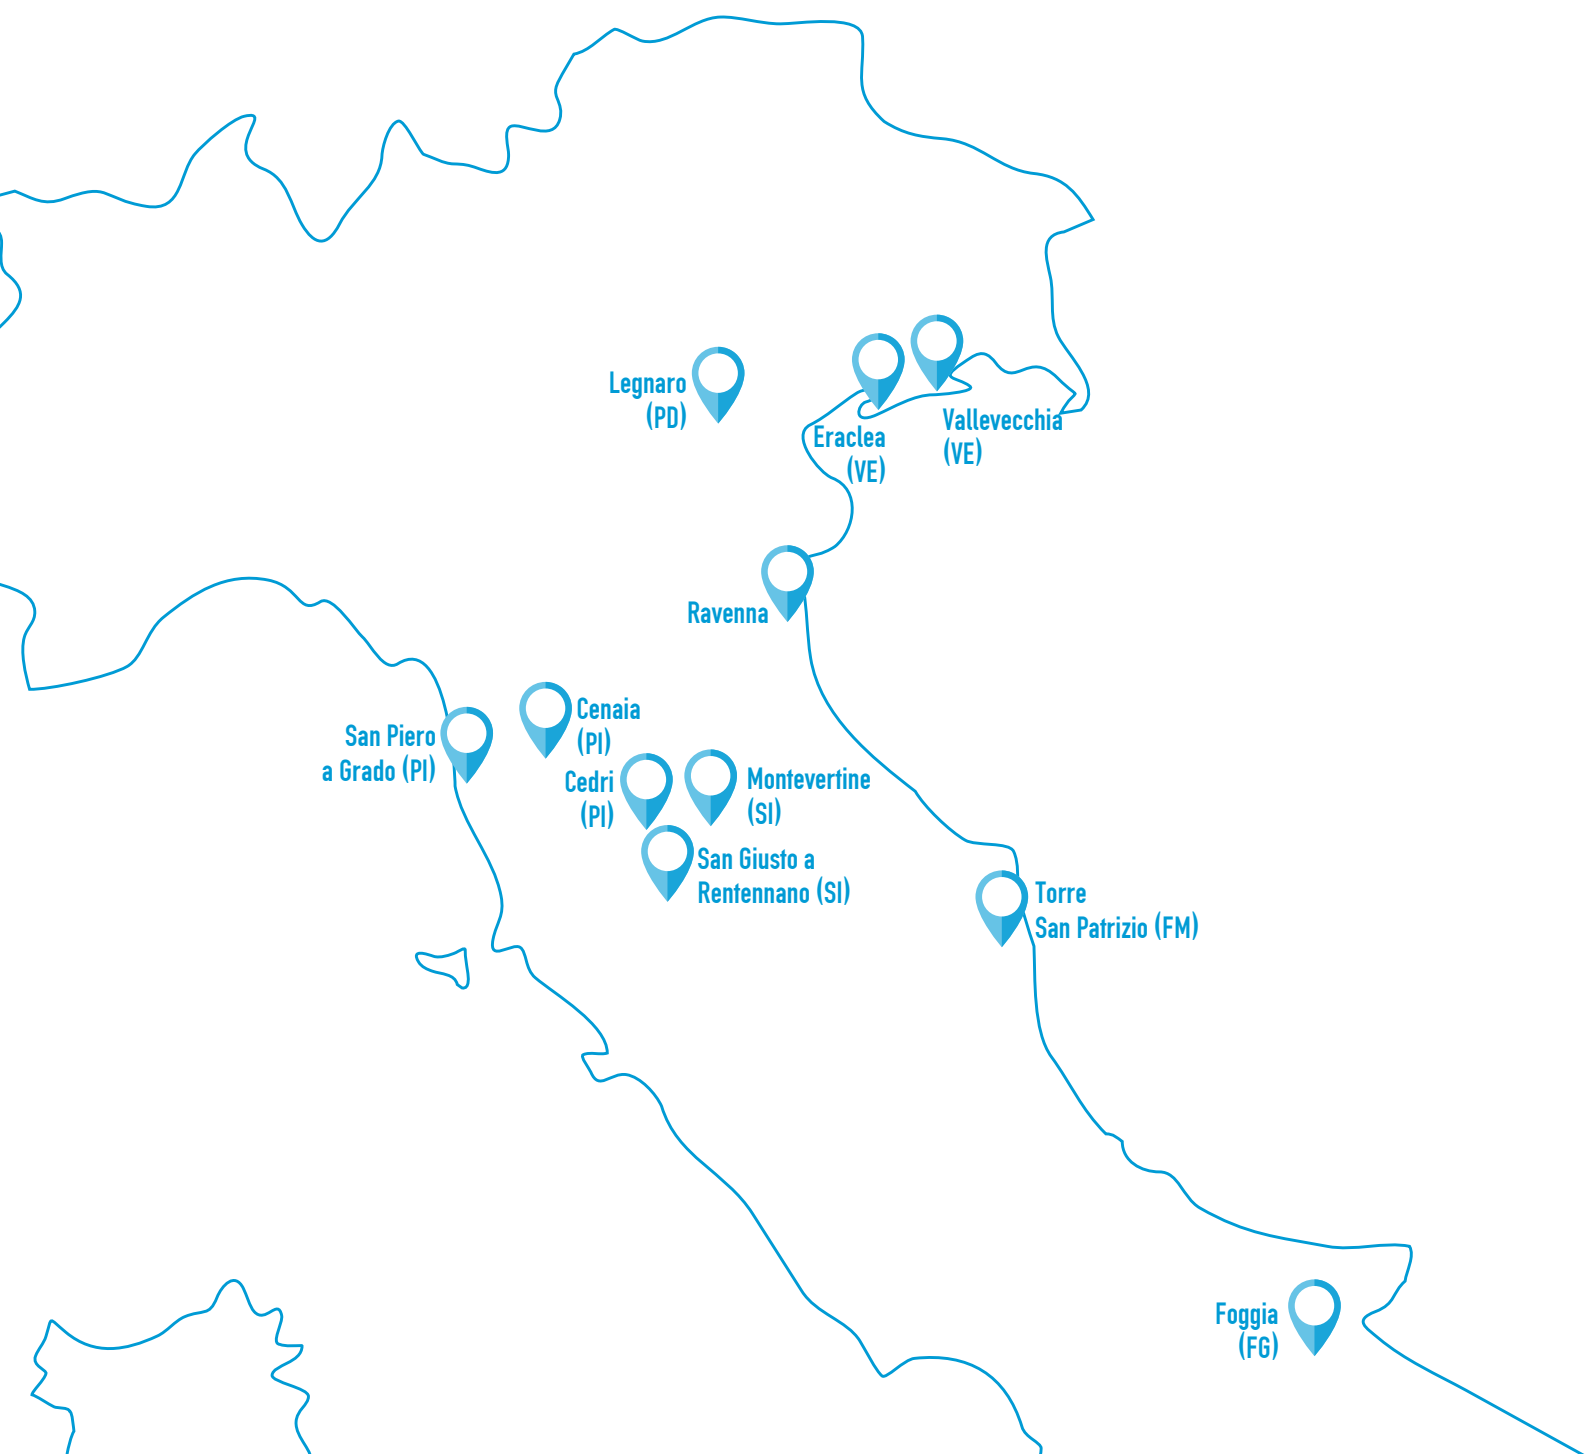 Legnaro
(PD)
Eraclea
(VE)
Vallevecchia
(VE)
Ravenna
San Piero
a Grado (PI)
Cenaia
(PI)
Cedri
(PI)
Montevertine
(SI)
San Giusto a
Rentennano (SI)
Torre
San Patrizio (FM)
Foggia
(FG)